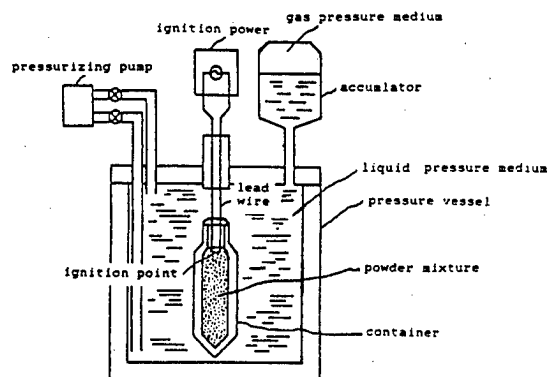 gas pressure medium
ignition power
pressurizing pump
accumlator
liquid pressure medium
lead
wire
pressure vessel
ignition point
powder mixture
container